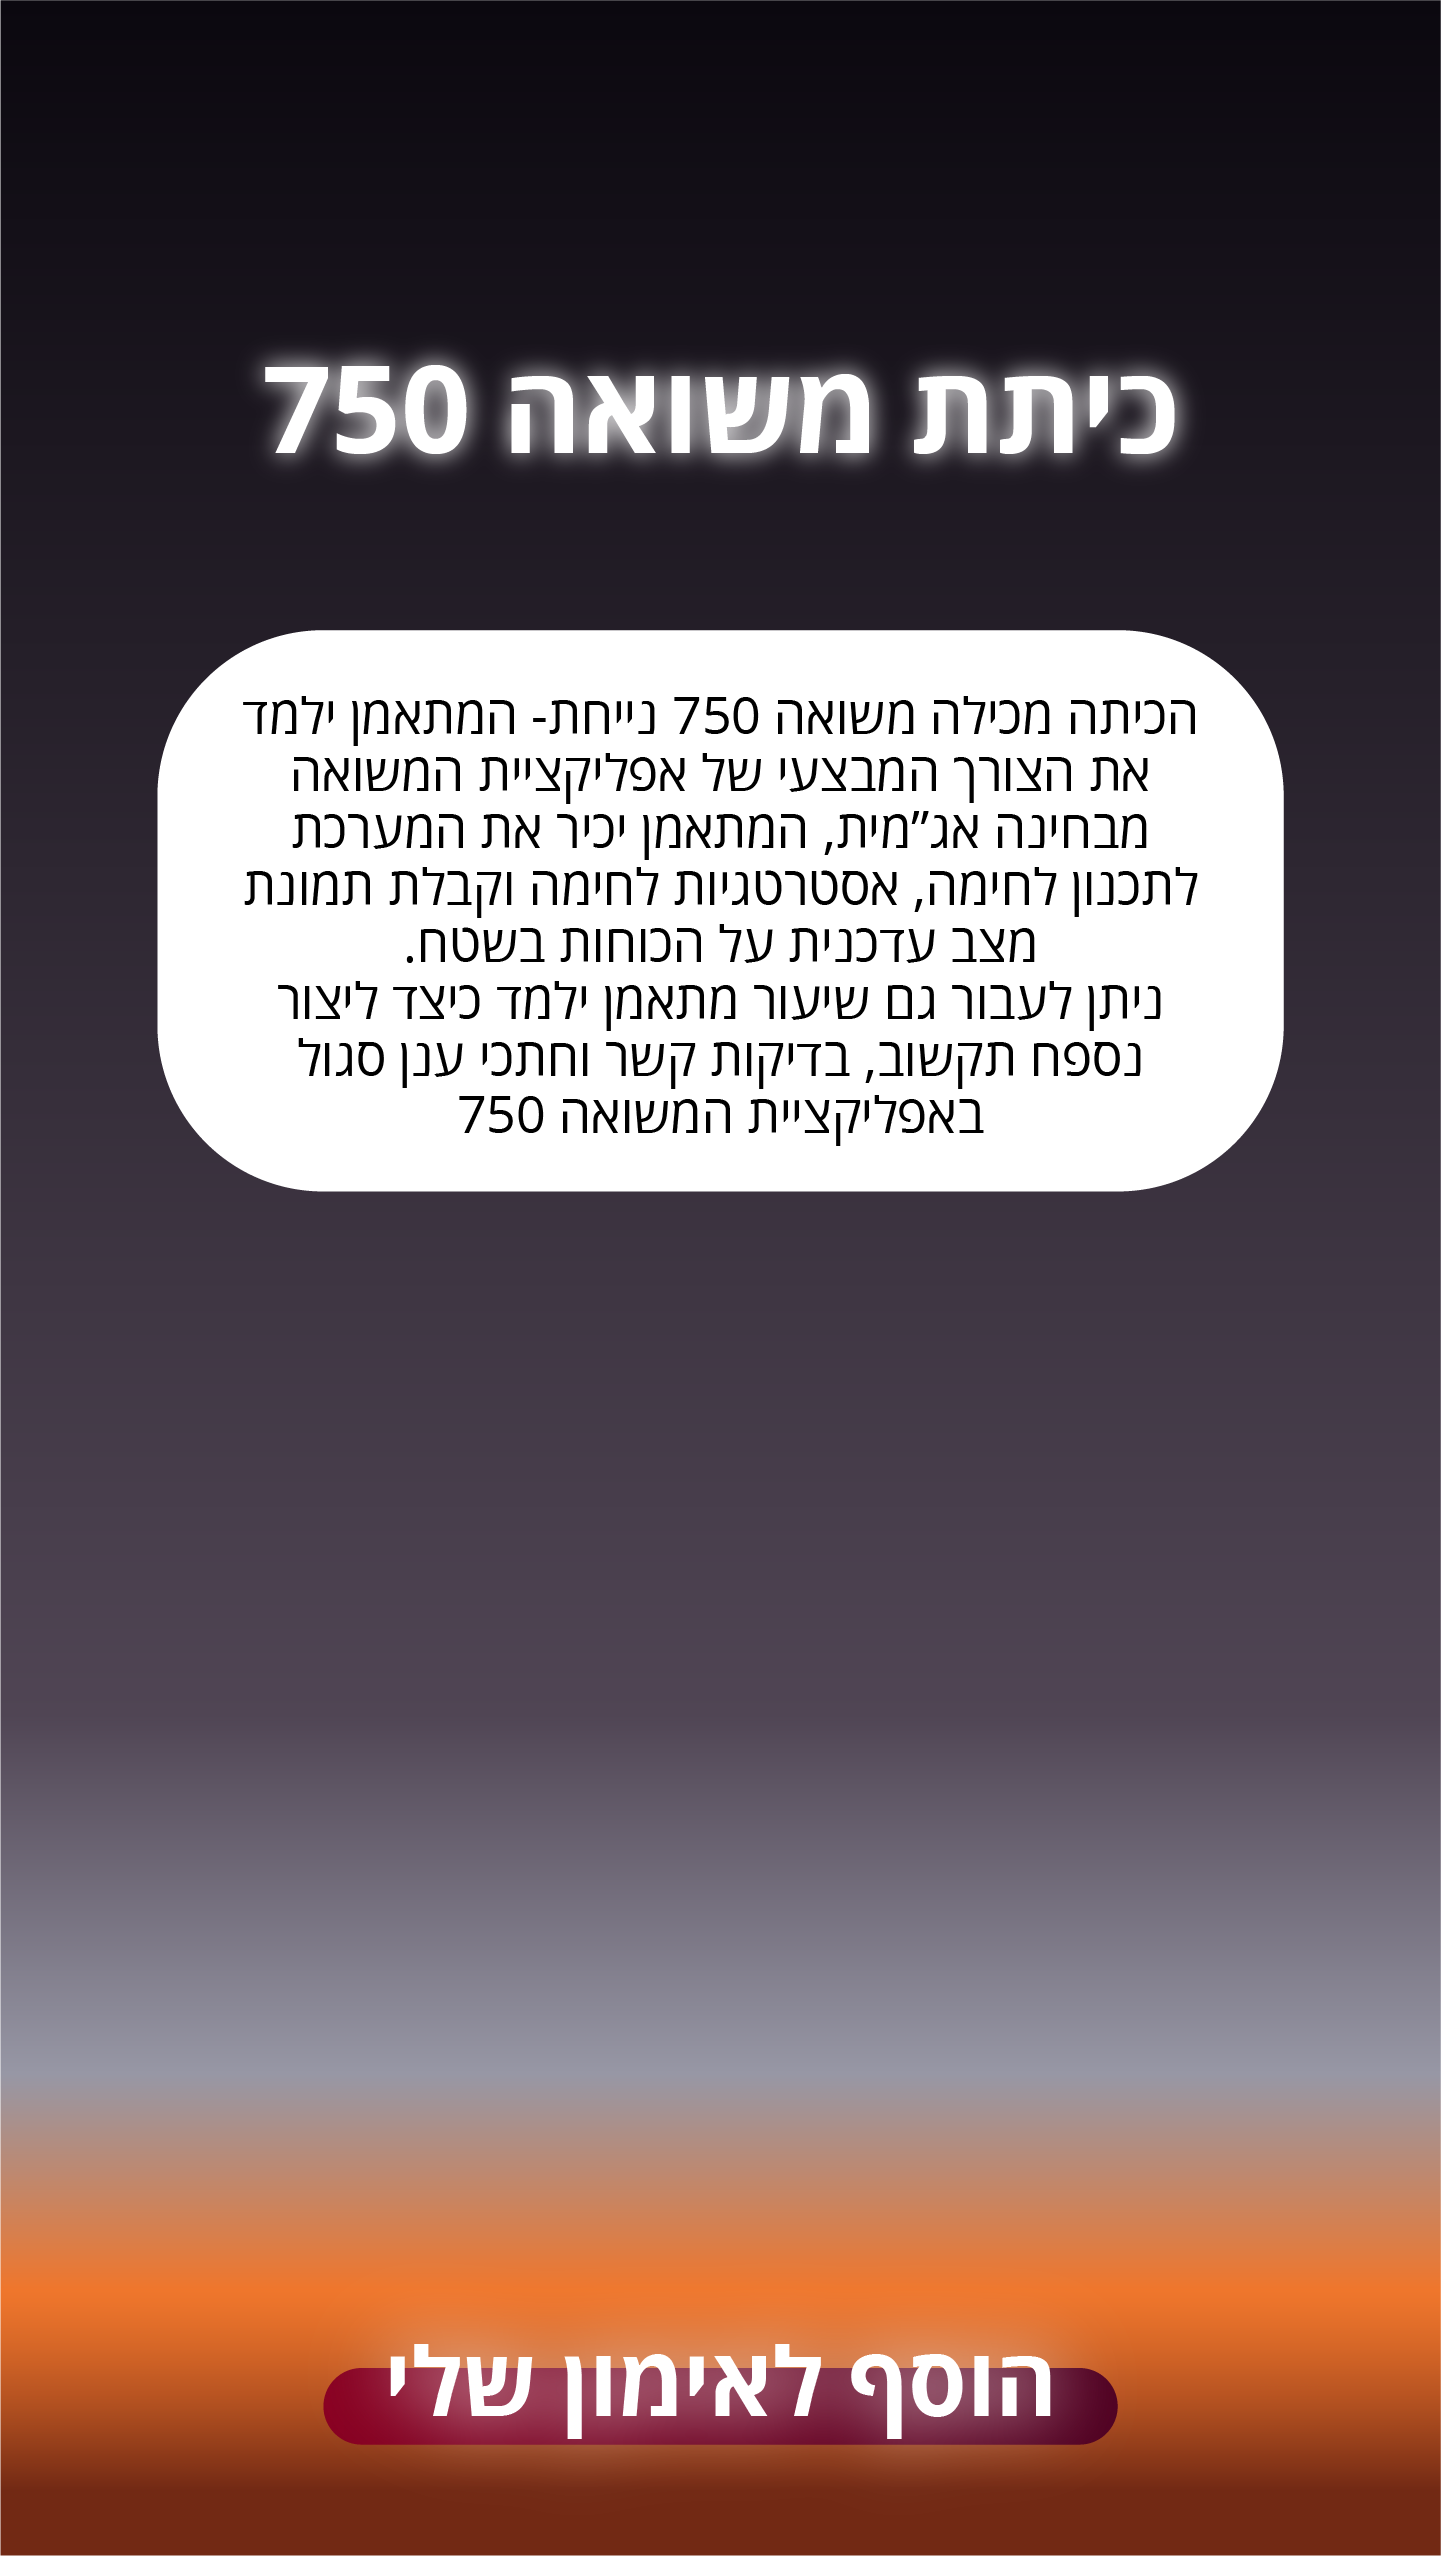 כיתת משואה 750
הכיתה מכילה משואה 750 נייחת- המתאמן ילמד
את הצורך המבצעי של אפליקציית המשואה
מבחינה אג״מית, המתאמן יכיר את המערכת
לתכנון לחימה, אסטרטגיות לחימה וקבלת תמונת
מצב עדכנית על הכוחות בשטח.
ניתן לעבור גם שיעור מתאמן ילמד כיצד ליצור
נספח תקשוב, בדיקות קשר וחתכי ענן סגול
באפליקציית המשואה 750
הוסף לאימון שלי